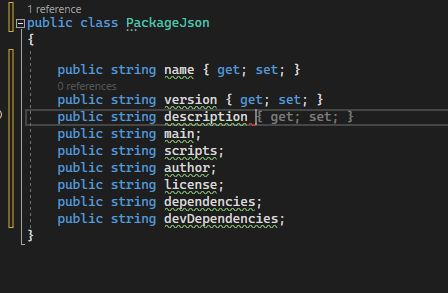 1 reference
public class PackageJson
{
public string name { get; set; }
0 references
public string version { get; set; }
public string description { get; set; }
public string main;
public string scripts;
public string author;
public string license;
public string dependencies;
public string devDependencies;
}